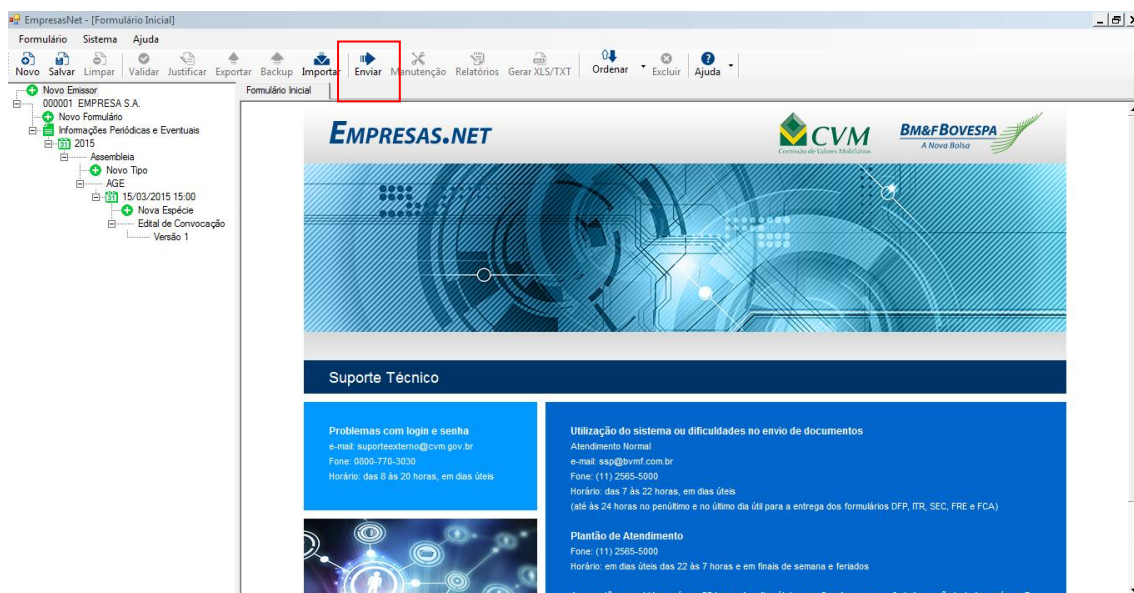 EmpresasNet - [Formulário Inicial]
Formulário Sistema Ajuda
Novo Salvar Limpar Validar Justificar Exportar Backup Importar Enviar Manutenção Relatórios Gerar XLS/TXT Ordenar Excluir Ajuda
Novo Emissor
000001 EMPRESA S.A.
Novo Formulário
Informações Periódicas e Eventuais
2015
Assembleia
Novo Tipo
AGE
15/03/2015 15:00
Nova Espécie
Edital de Convocação
Versão 1
Formulário Inicial
EMPRESAS.NET
CVM
Comissão de Valores Mobiliários
BM&FBOVESPA
A Nova Bolsa
Suporte Técnico
Problemas com login e senha
e-mail: suporteexterno@cvm.gov.br
Fone: 0800-770-3030
Horário: das 8 às 20 horas, em dias úteis
Utilização do sistema ou dificuldades no envio de documentos
Atendimento Normal
e-mail: ssp@bvmf.com.br
Fone: (11) 2565-5000
Horário: das 7 às 22 horas, em dias úteis
(até às 24 horas no penúltimo e no último dia útil para a entrega dos formulários DFP, ITR, SEC, FRE e FCA)
Plantão de Atendimento
Fone: (11) 2565-5000
Horário: em dias úteis das 22 às 7 horas e em finais de semana e feriados